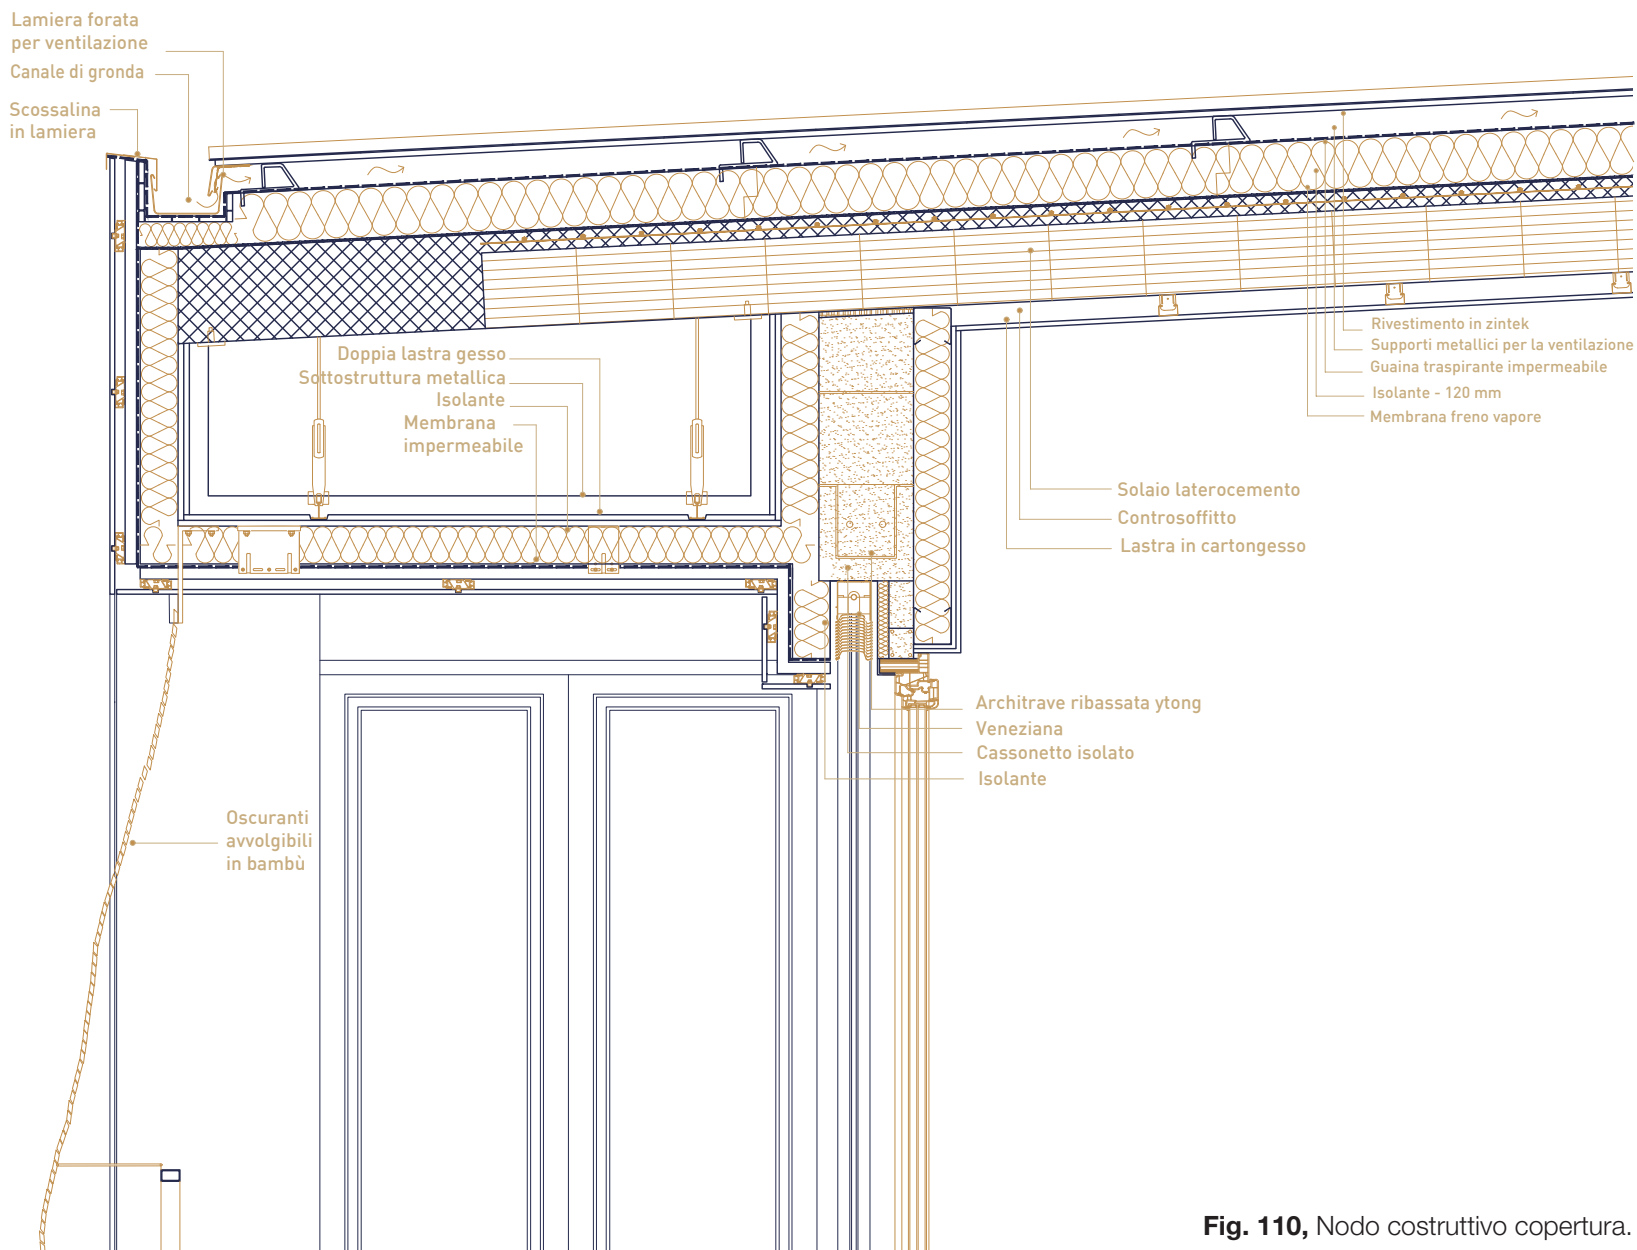 Lamiera forata
per ventilazione
Canale di gronda
Scossalina
in lamiera
Doppia lastra gesso
Sottostruttura metallica
Isolante
Membrana
impermeabile
Rivestimento in zintek
Supporti metallici per la ventilazione
Guaina traspirante impermeabile
Isolante - 120 mm
Membrana freno vapore
Solaio laterocemento
Controsoffitto
Lastra in cartongesso
Architrave ribassata ytong
Veneziana
Cassonetto isolato
Isolante
Oscuranti
avvolgibili
in bambù
Fig. 110, Nodo costruttivo copertura.